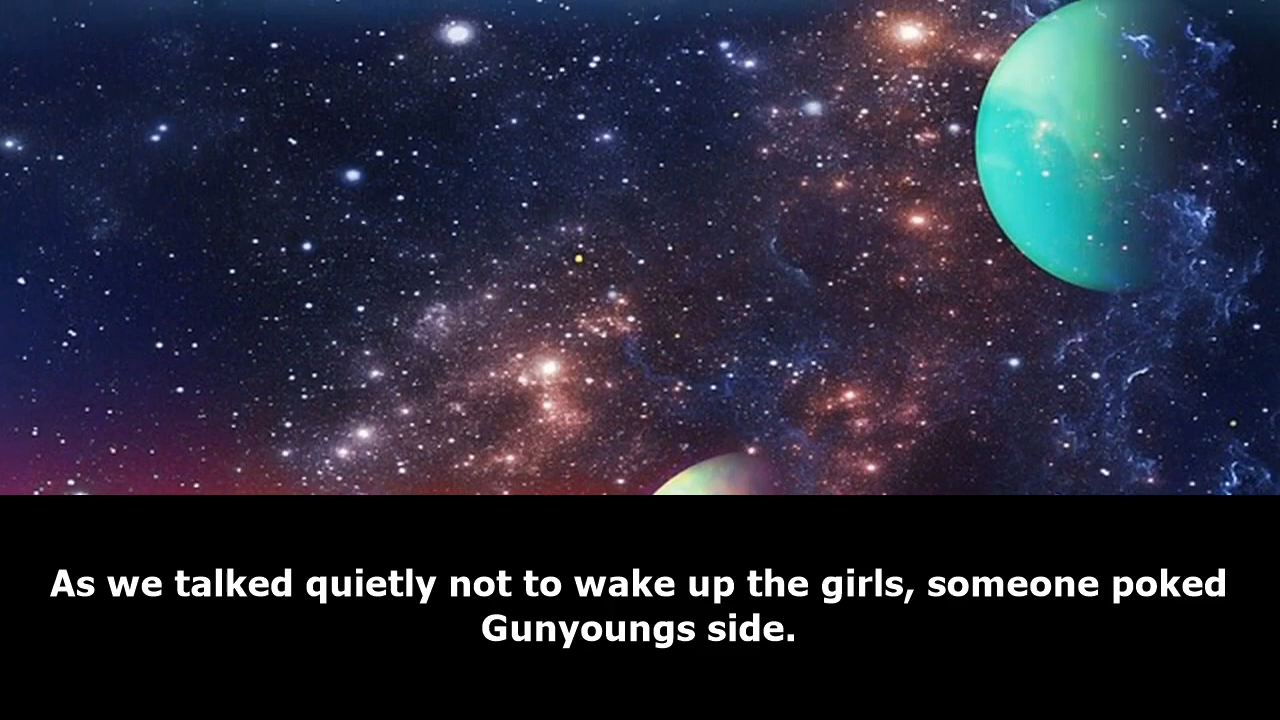 As we talked quietly not to wake up the girls, someone poked
Gunyoungs side.